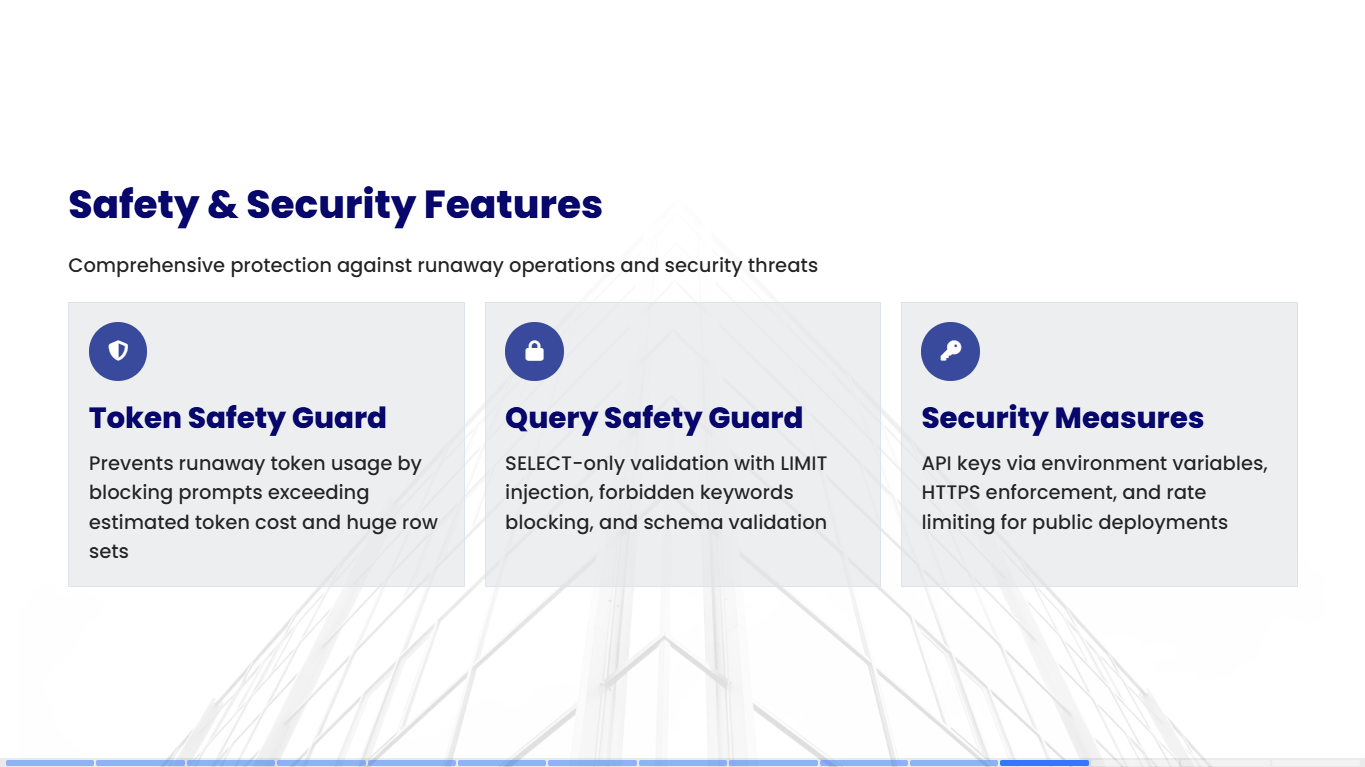 Safety & Security Features
Comprehensive protection against runaway operations and security threats
Token Safety Guard
Prevents runaway token usage by
blocking prompts exceeding
estimated token cost and huge row
sets
Query Safety Guard
SELECT-only validation with LIMIT
injection, forbidden keywords
blocking, and schema validation
Security Measures
API keys via environment variables,
HTTPS enforcement, and rate
limiting for public deployments